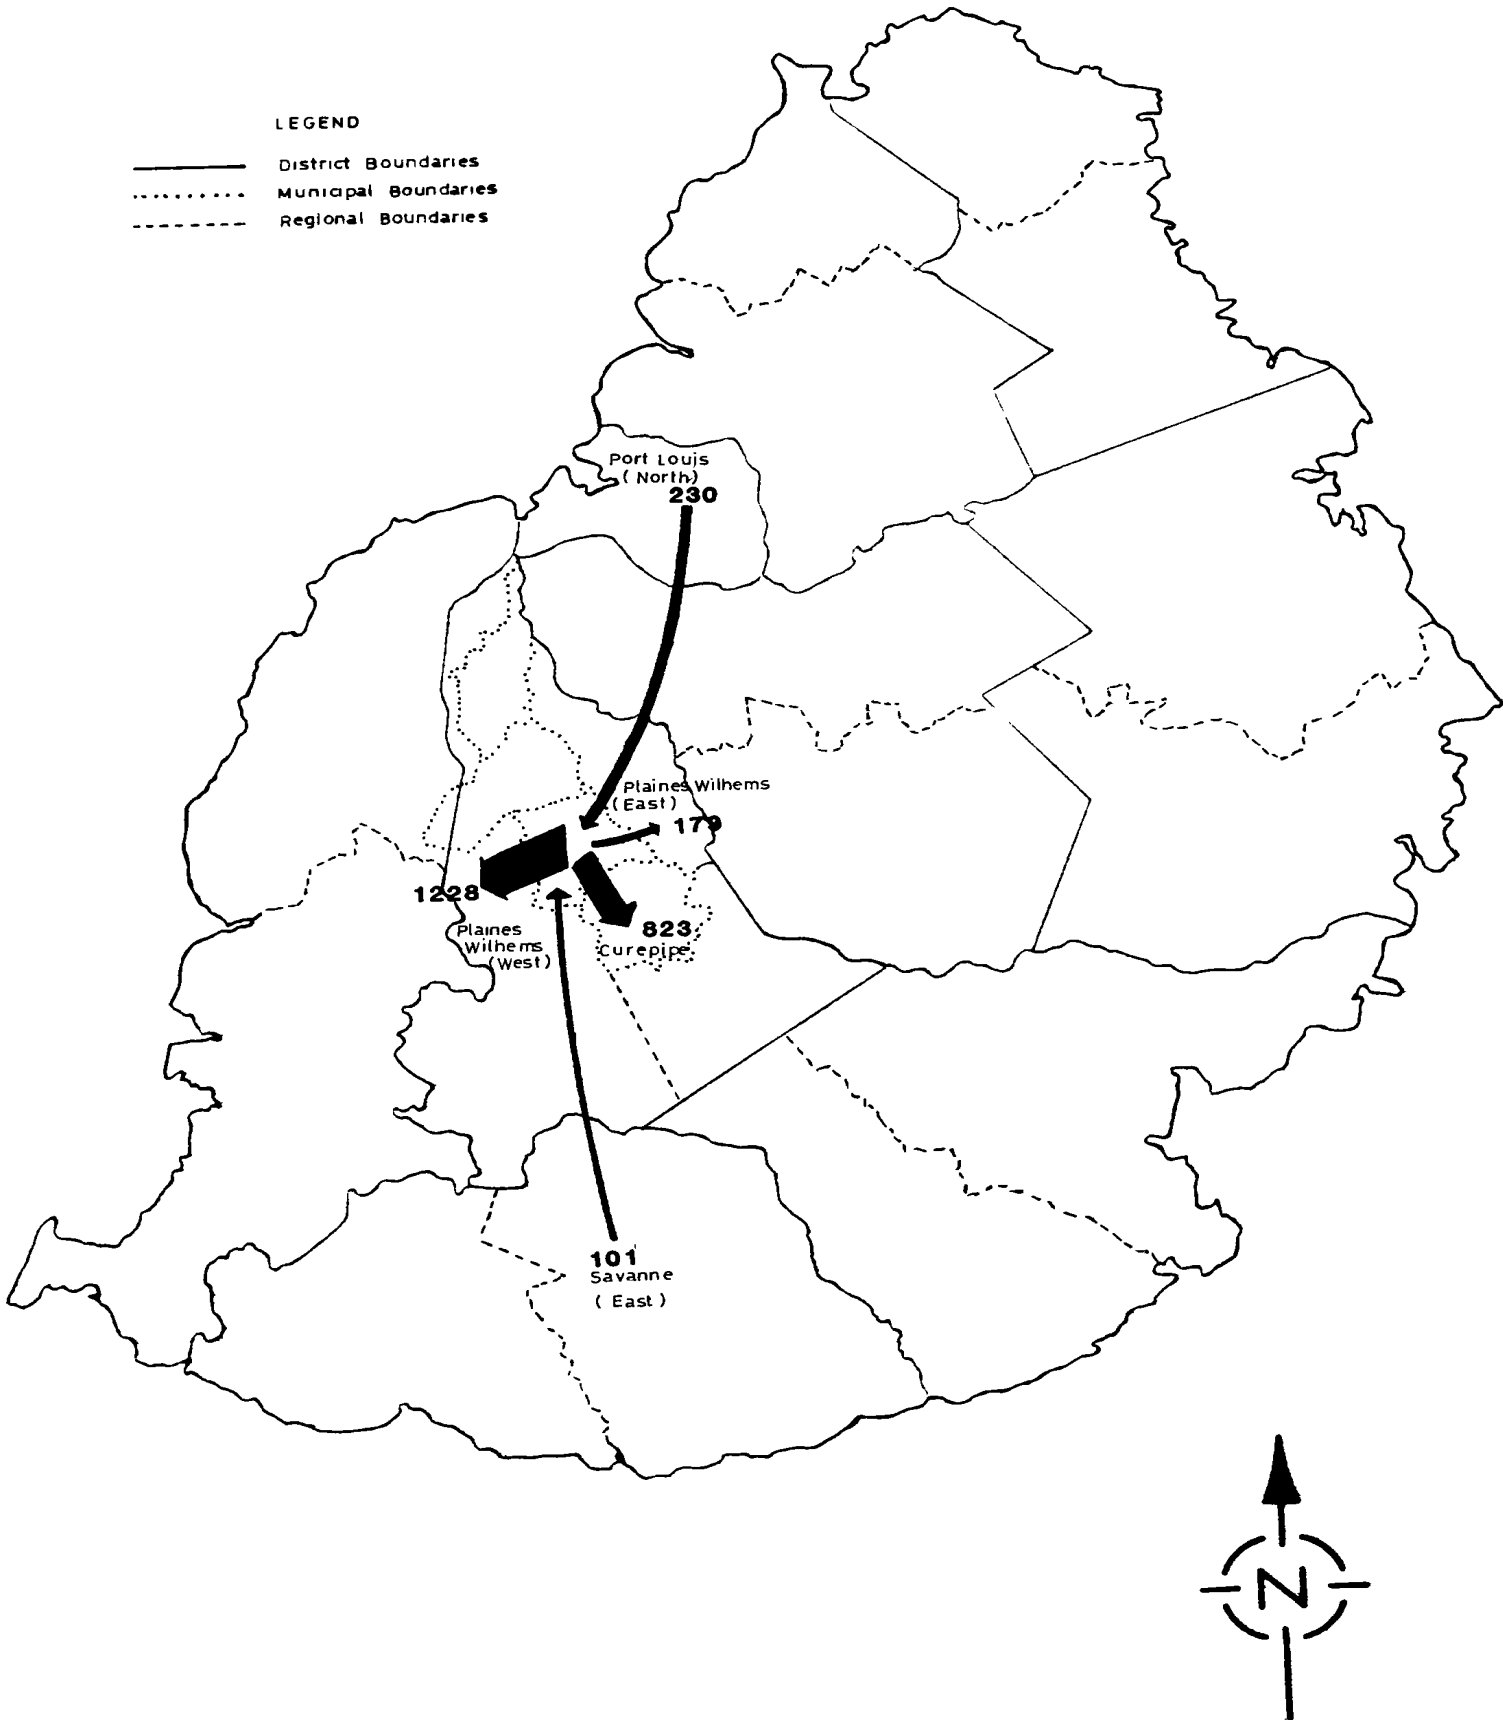 LEGEND
District Boundaries
Municipal Boundaries
Regional Boundaries
Port Louis
(North)
230
Plaines Wilhems
(East)
179
1228
Plaines
Wilhems
(West)
823
Curepipe
101
Savanne
(East)
N